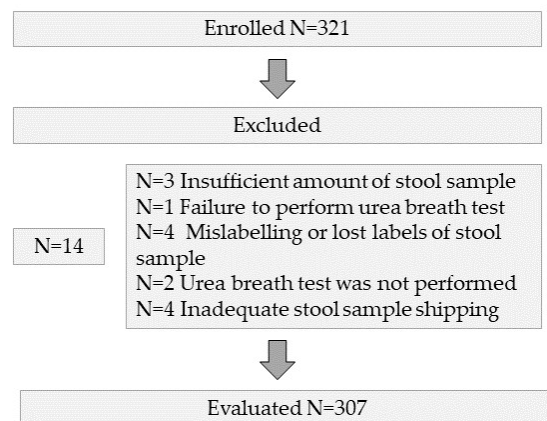 Enrolled N=321
Excluded
N=14
N=3 Insufficient amount of stool sample
N=1 Failure to perform urea breath test
N=4 Mislabelling or lost labels of stool
sample
N=2 Urea breath test was not performed
N=4 Inadequate stool sample shipping
Evaluated N=307